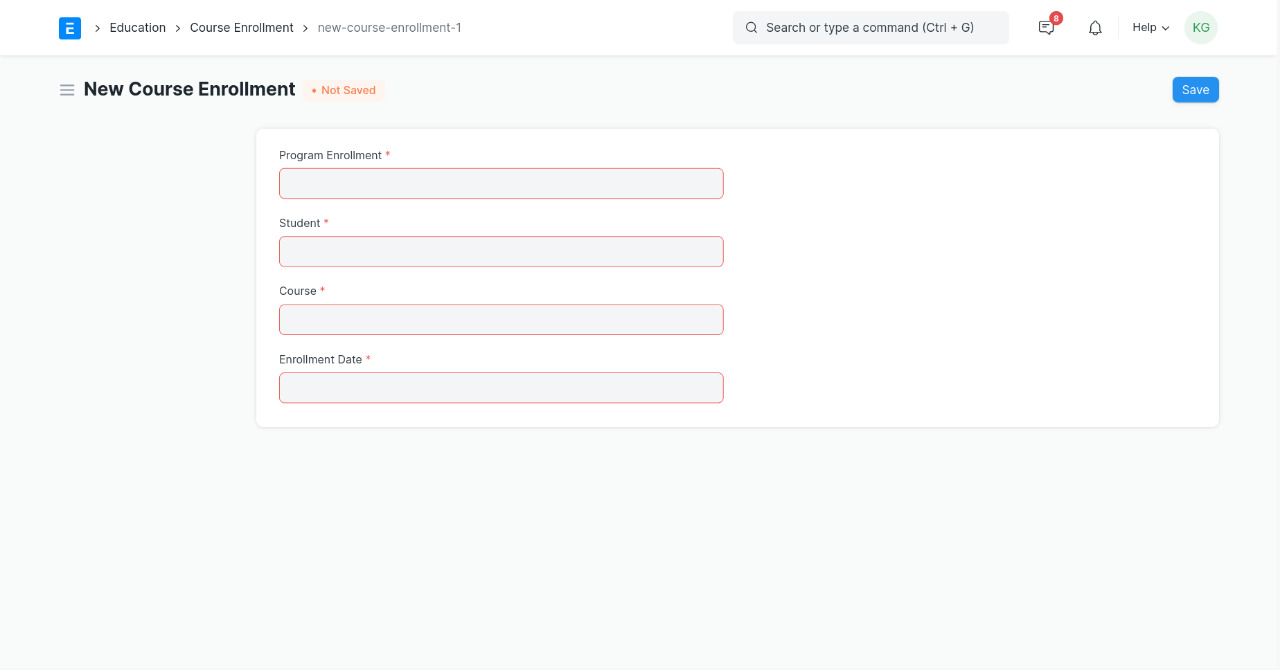 E > Education > Course Enrollment > new-course-enrollment-1
Search or type a command (Ctrl + G)
8
Help
KG
New Course Enrollment
• Not Saved
Save
Program Enrollment *
Student *
Course *
Enrollment Date *